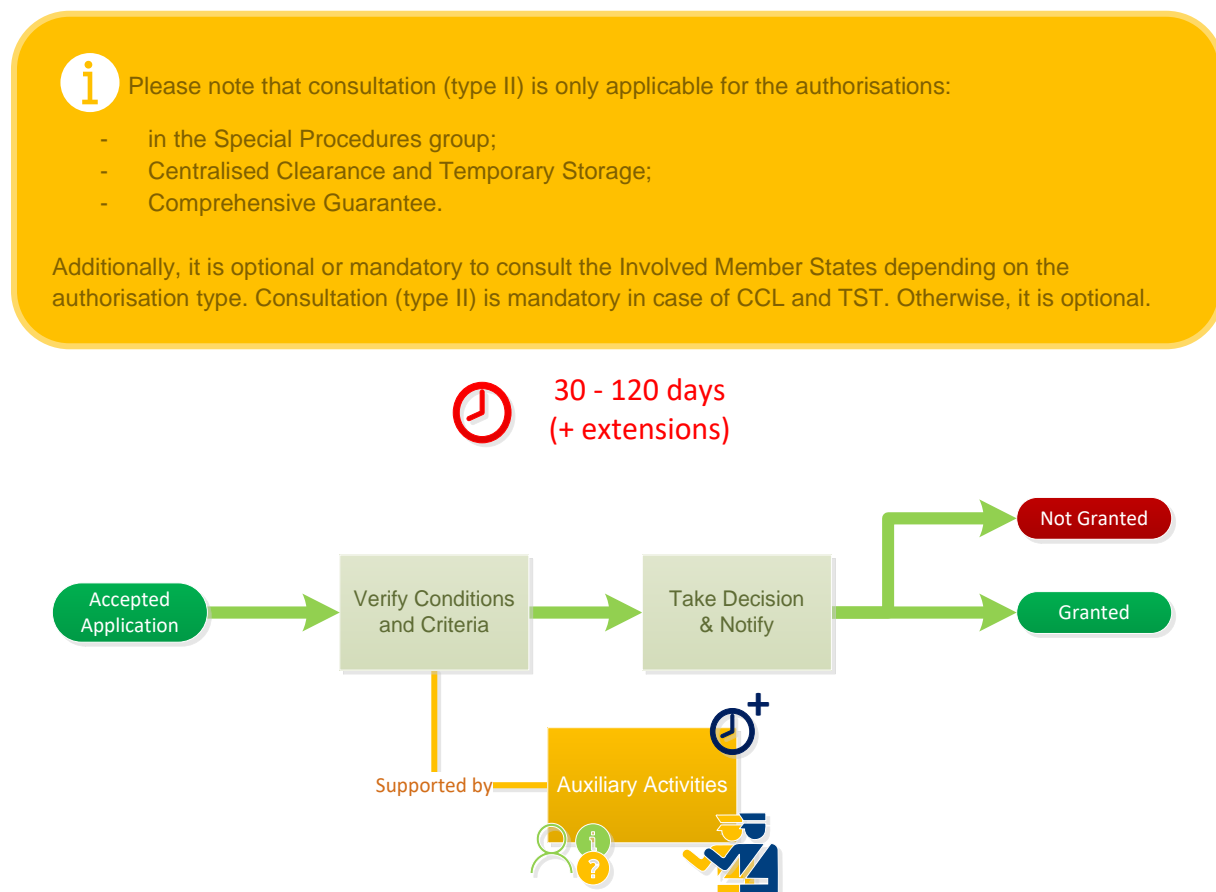 i Please note that consultation (type II) is only applicable for the authorisations:
- in the Special Procedures group;
- Centralised Clearance and Temporary Storage;
- Comprehensive Guarantee.
Additionally, it is optional or mandatory to consult the Involved Member States depending on the
authorisation type. Consultation (type II) is mandatory in case of CCL and TST. Otherwise, it is optional.
30 - 120 days
(+ extensions)
Not Granted
Accepted
Application
Verify Conditions
and Criteria
Take Decision
& Notify
Granted
+
Supported by
Auxiliary Activities
i
?